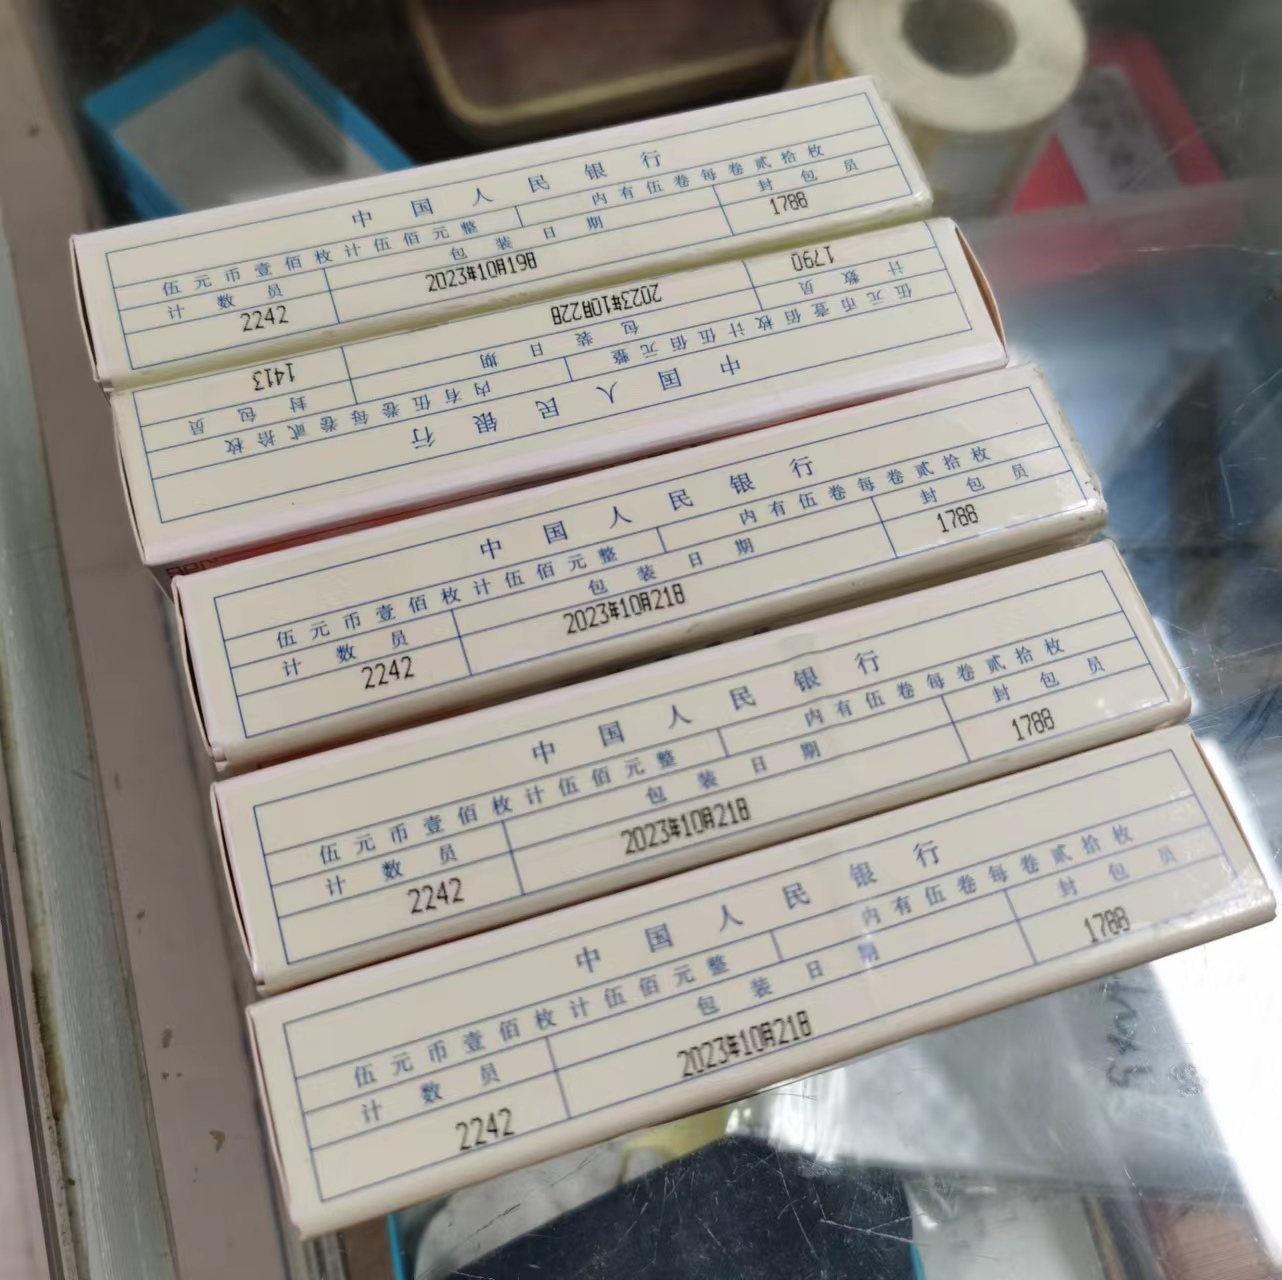 中国人民银行
伍元币壹佰枚计伍佰元整 内有伍卷每卷贰拾枚
计数员 包装日期 封包员
2242 2023年10月19日 1788
中国人民银行
伍元币壹佰枚计伍佰元整 内有伍卷每卷贰拾枚
计数员 包装日期 封包员
1790 2023年10月22日 1413
中国人民银行
伍元币壹佰枚计伍佰元整 内有伍卷每卷贰拾枚
计数员 包装日期 封包员
2242 2023年10月21日 1788
中国人民银行
伍元币壹佰枚计伍佰元整 内有伍卷每卷贰拾枚
计数员 包装日期 封包员
2242 2023年10月21日 1788
中国人民银行
伍元币壹佰枚计伍佰元整 内有伍卷每卷贰拾枚
计数员 包装日期 封包员
2242 2023年10月21日 1788